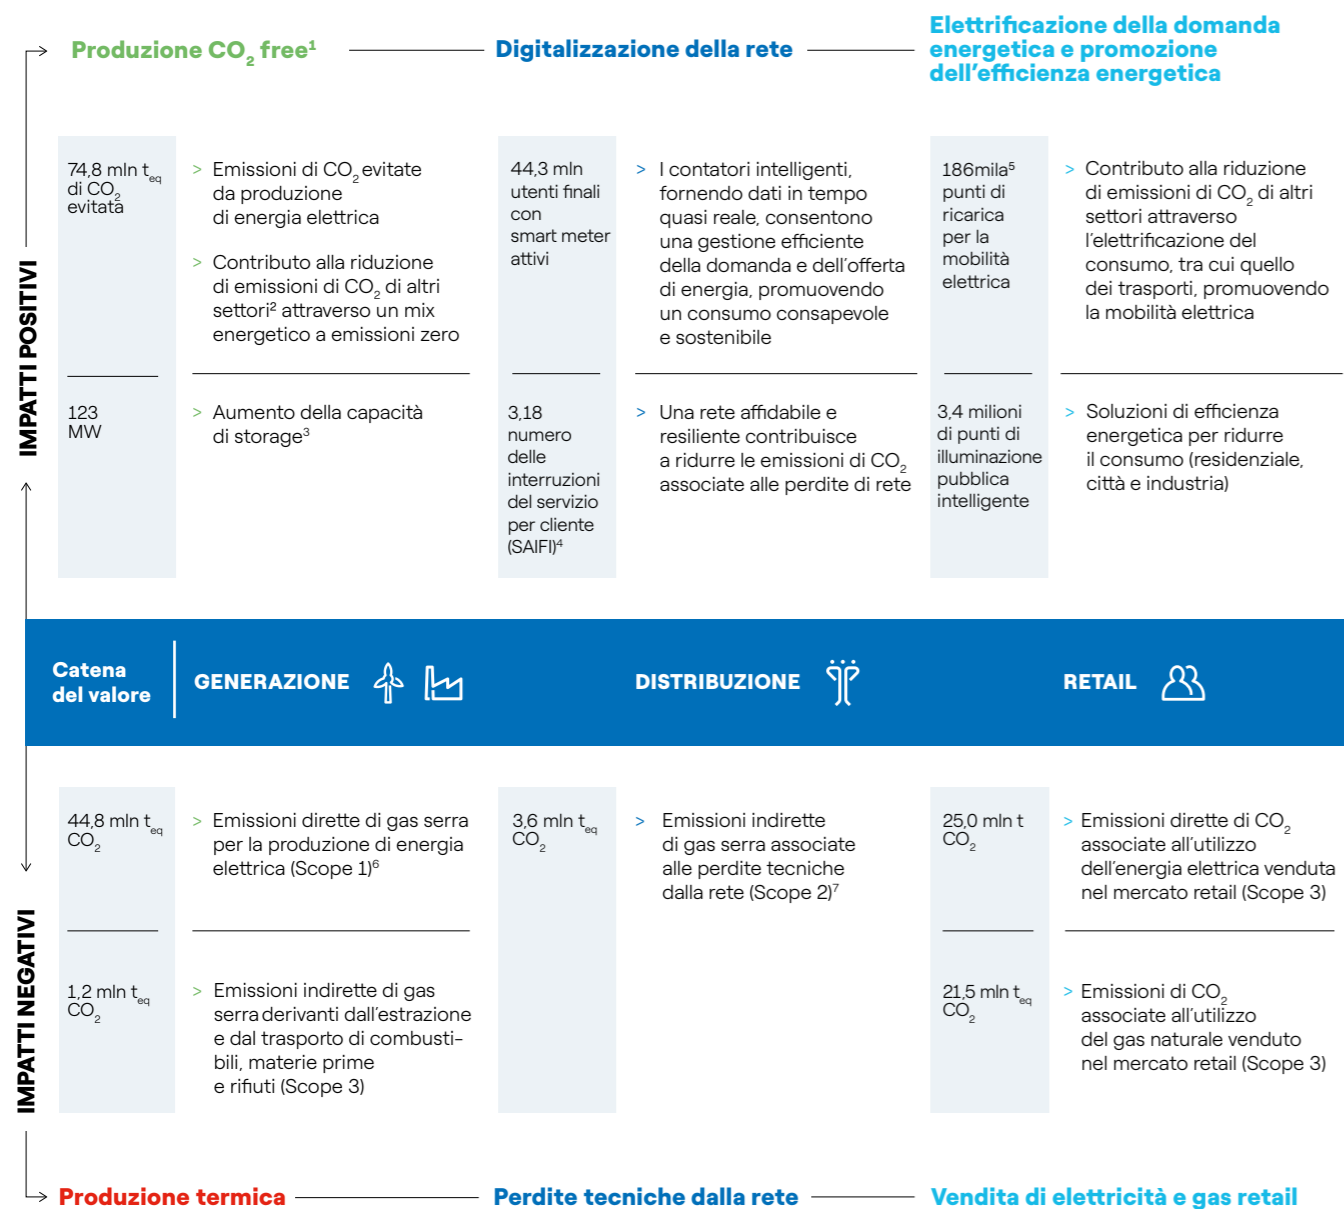 Produzione CO₂ free¹
Digitalizzazione della rete
Elettrificazione della domanda
energetica e promozione
dell'efficienza energetica
IMPATTI POSITIVI
74,8 mln t eq
di CO₂
evitata
> Emissioni di CO₂ evitate
da produzione
di energia elettrica
> Contributo alla riduzione
di emissioni di CO₂ di altri
settori² attraverso un mix
energetico a emissioni zero
123
MW
> Aumento della capacità
di storage³
44,3 mln
utenti finali
con
smart meter
attivi
> I contatori intelligenti,
fornendo dati in tempo
quasi reale, consentono
una gestione efficiente
della domanda e dell'offerta
di energia, promuovendo
un consumo consapevole
e sostenibile
3,18
numero
delle
interruzioni
del servizio
per cliente
(SAIFI)⁴
> Una rete affidabile e
resiliente contribuisce
a ridurre le emissioni di CO₂
associate alle perdite di rete
186mila⁵
punti di
ricarica
per la
mobilità
elettrica
> Contributo alla riduzione
di emissioni di CO₂ di altri
settori attraverso
l'elettrificazione del
consumo, tra cui quello
dei trasporti, promuovendo
la mobilità elettrica
3,4 milioni
di punti di
illuminazione
pubblica
intelligente
> Soluzioni di efficienza
energetica per ridurre
il consumo (residenziale,
città e industria)
Catena
del valore
GENERAZIONE
DISTRIBUZIONE
RETAIL
IMPATTI NEGATIVI
44,8 mln t eq
CO₂
> Emissioni dirette di gas serra
per la produzione di energia
elettrica (Scope 1)⁶
1,2 mln t eq
CO₂
> Emissioni indirette di gas
serra derivanti dall'estrazione
e dal trasporto di combusti-
bili, materie prime
e rifiuti (Scope 3)
3,6 mln t eq
CO₂
> Emissioni indirette
di gas serra associate
alle perdite tecniche
dalla rete (Scope 2)⁷
25,0 mln t
CO₂
> Emissioni dirette di CO₂
associate all'utilizzo
dell'energia elettrica venduta
nel mercato retail (Scope 3)
21,5 mln t eq
CO₂
> Emissioni di CO₂
associate all'utilizzo
del gas naturale venduto
nel mercato retail (Scope 3)
Produzione termica
Perdite tecniche dalla rete
Vendita di elettricità e gas retail